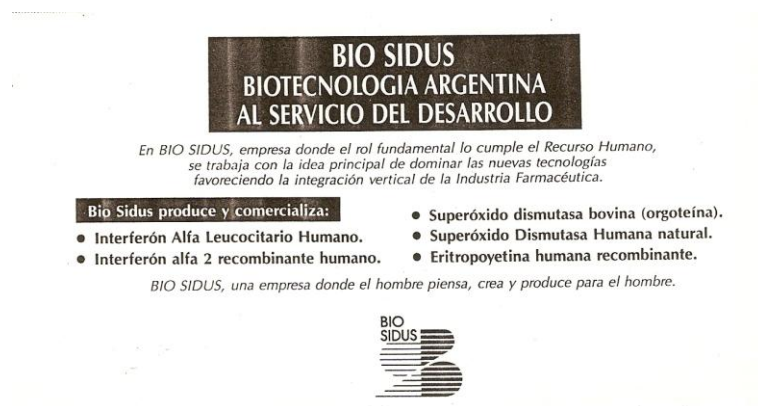 BIO SIDUS
BIOTECNOLOGIA ARGENTINA
AL SERVICIO DEL DESARROLLO
En BIO SIDUS, empresa donde el rol fundamental lo cumple el Recurso Humano,
se trabaja con la idea principal de dominar las nuevas tecnologías
favoreciendo la integración vertical de la Industria Farmacéutica.
Bio Sidus produce y comercializa:
● Interferón Alfa Leucocitario Humano.
● Interferón alfa 2 recombinante humano.
● Superóxido dismutasa bovina (orgoteína).
● Superóxido Dismutasa Humana natural.
● Eritropoyetina humana recombinante.
BIO SIDUS, una empresa donde el hombre piensa, crea y produce para el hombre.
BIO
SIDUS